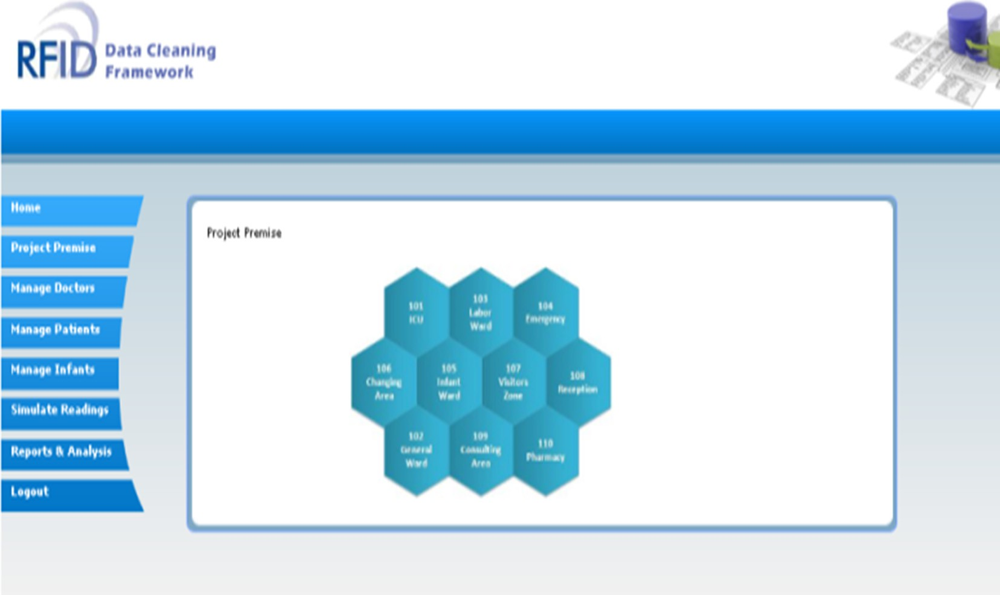 RFID Data Cleaning
Framework
Home
Project Premise
Manage Doctors
Manage Patients
Manage Infants
Simulate Readings
Reports & Analysis
Logout
Project Premise
101
ICU
103
Labor
Ward
104
Emergency
106
Changing
Area
105
Infant
Ward
107
Visitors
Zone
108
Reception
102
General
Ward
109
Consulting
Area
110
Pharmacy